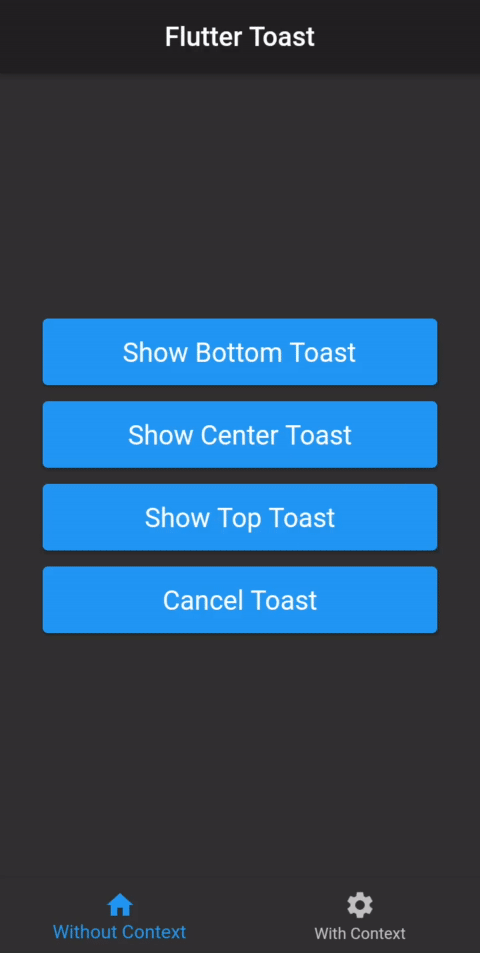 Flutter Toast
Show Bottom Toast
Show Center Toast
Show Top Toast
Cancel Toast
Without Context
With Context